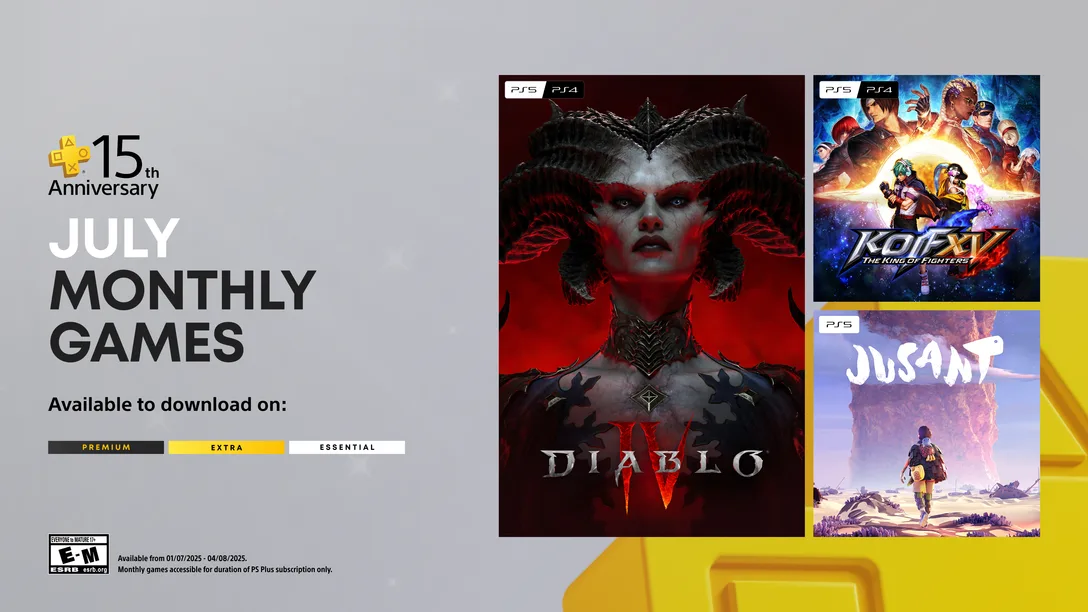 15th
Anniversary
JULY
MONTHLY
GAMES
Available to download on:
PREMIUM
EXTRA
ESSENTIAL
EVERYONE to MATURE 17+
E-M
ESRB esrb.org
Available from 01/07/2025 - 04/08/2025.
Monthly games accessible for duration of PS Plus subscription only.
PS5 PS4
DIABLO
IV
PS5 PS4
KOF XV
THE KING OF FIGHTERS
PS5
JUSANT